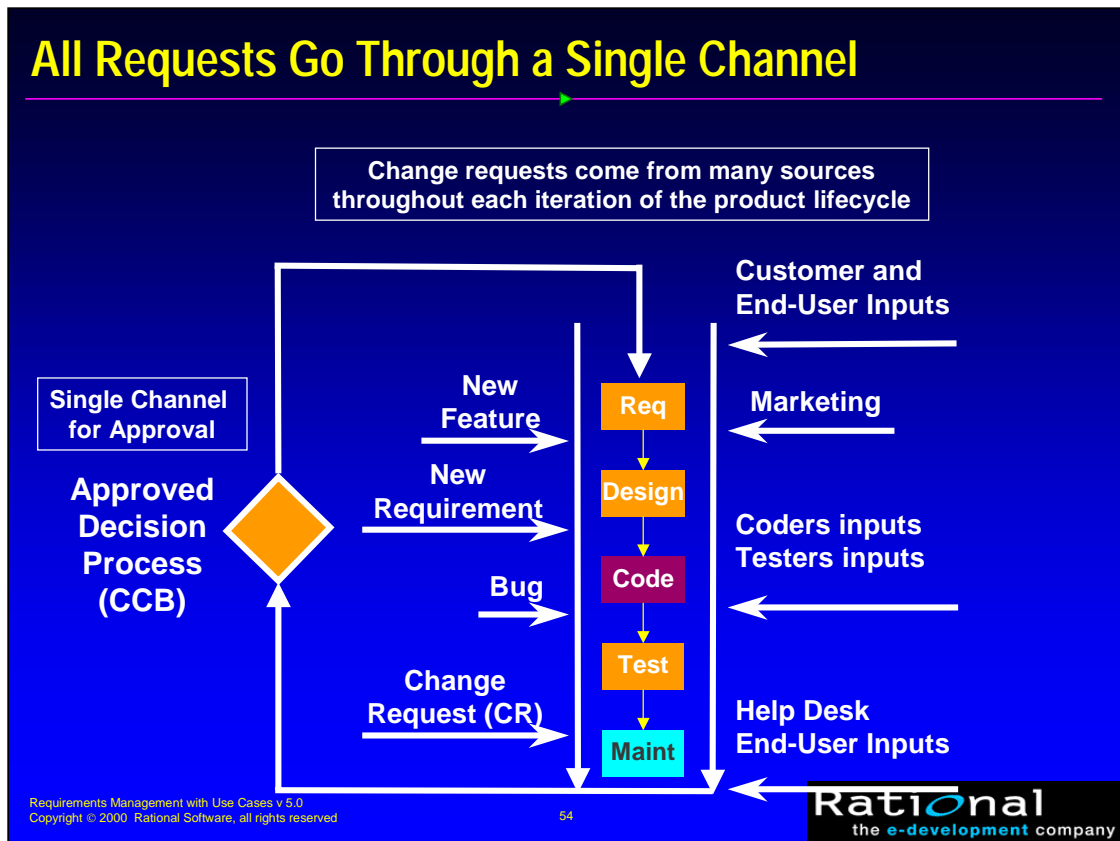 All Requests Go Through a Single Channel
Change requests come from many sources
throughout each iteration of the product lifecycle
Customer and
End-User Inputs
Single Channel
for Approval
New
Feature
Req
Marketing
Approved
Decision
Process
(CCB)
New
Requirement
Design
Coders inputs
Testers inputs
Bug
Code
Test
Change
Request (CR)
Help Desk
End-User Inputs
Maint
Requirements Management with Use Cases v 5.0
Copyright © 2000 Rational Software, all rights reserved
54
Rational
the e-development company